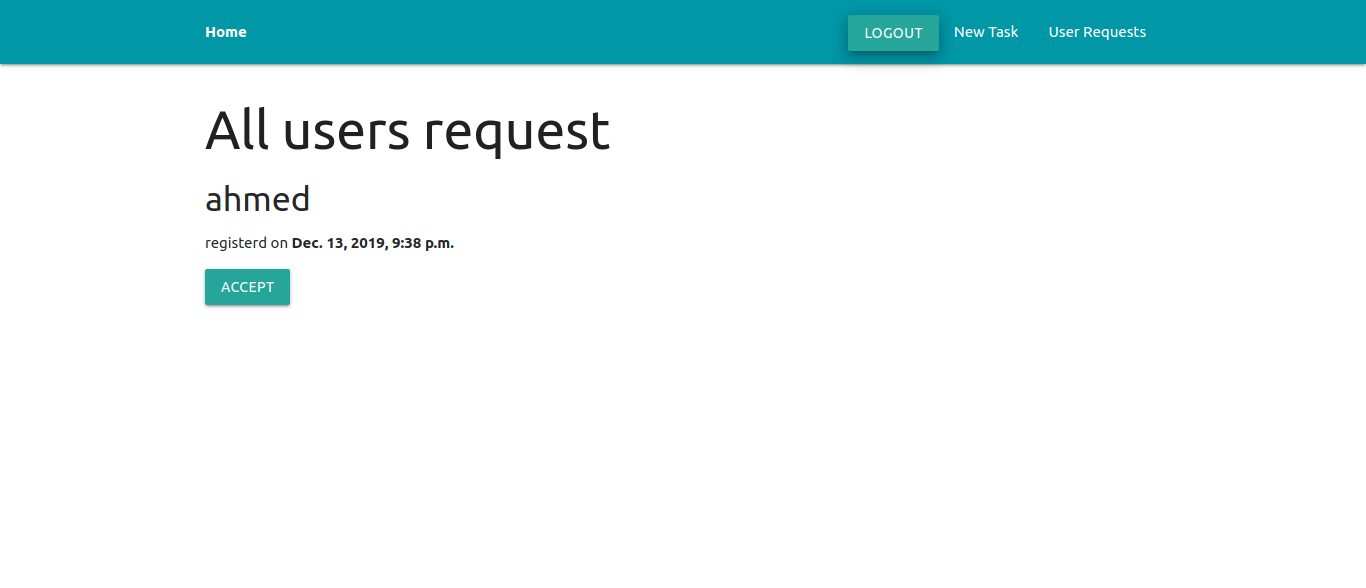 Home LOGOUT New Task User Requests
All users request
ahmed
registerd on Dec. 13, 2019, 9:38 p.m.
ACCEPT